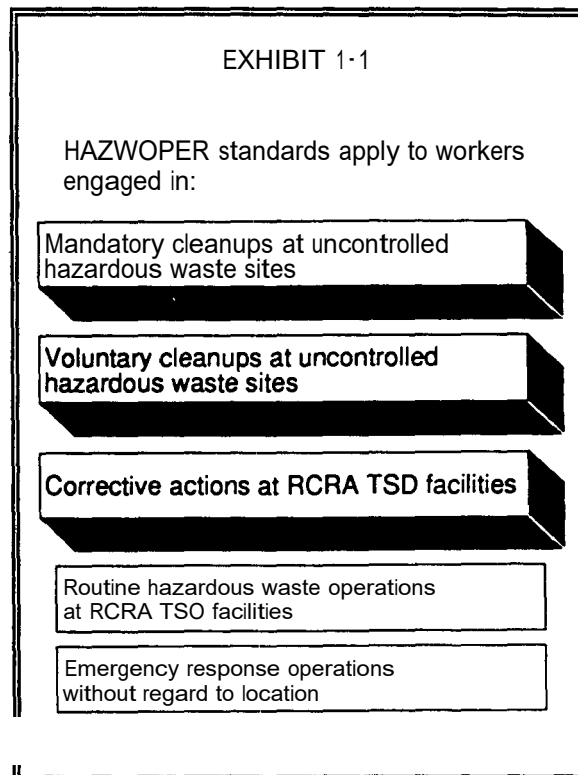 EXHIBIT 1-1
HAZWOPER standards apply to workers
engaged in:
Mandatory cleanups at uncontrolled
hazardous waste sites
Voluntary cleanups at uncontrolled
hazardous waste sites
Corrective actions at RCRA TSD facilities
Routine hazardous waste operations
at RCRA TSO facilities
Emergency response operations
without regard to location